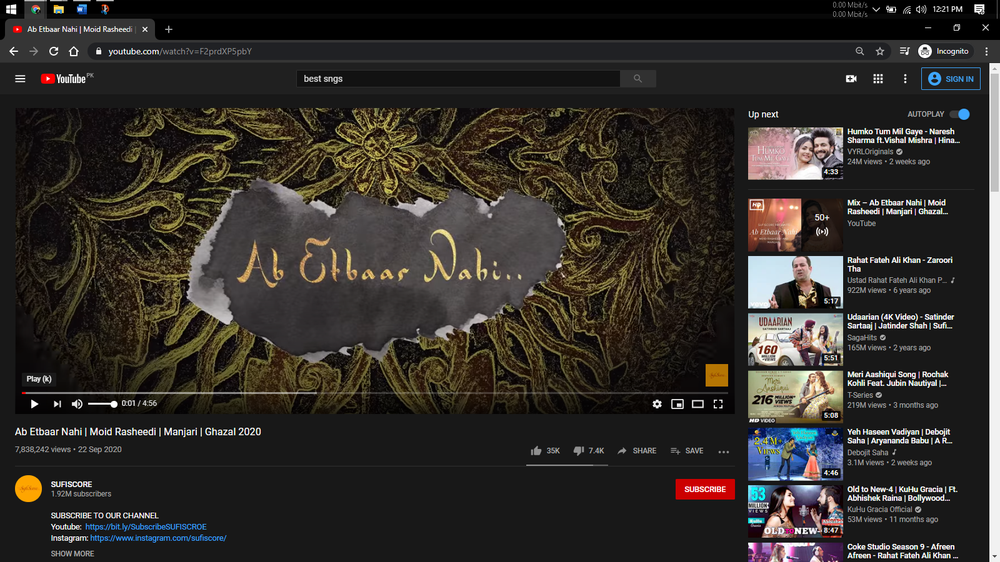 0.00 Mbit/s
0.00 Mbit/s
12:21 PM
Ab Etbaar Nahi | Moid Rasheedi |
youtube.com/watch?v=F2prdXP5pbY
Incognito
YouTube PK
best sngs
SIGN IN
Ab Etbaar Nahi..
Play (k)
0:01 / 4:56
Ab Etbaar Nahi | Moid Rasheedi | Manjari | Ghazal 2020
7,838,242 views • 22 Sep 2020
35K
7.4K
SHARE
SAVE
SUFISCORE
1.92M subscribers
SUBSCRIBE
SUBSCRIBE TO OUR CHANNEL
Youtube: https://bit.ly/SubscribeSUFISCROE
Instagram: https://www.instagram.com/sufiscore/
SHOW MORE
Up next
AUTOPLAY
HUMKO
TUM MIL GAYE
4:33
Humko Tum Mil Gaye - Naresh
Sharma ft.Vishal Mishra | Hina...
VYRLOriginals
24M views • 2 weeks ago
HD
SUFISCORE PRESENTS
Ab Etbaar Nahi
50+
Mix – Ab Etbaar Nahi | Moid
Rasheedi | Manjari | Ghazal...
YouTube
vevo
5:17
Rahat Fateh Ali Khan - Zaroori
Tha
Ustad Rahat Fateh Ali Khan P...
922M views • 6 years ago
UDAARIAN
SATINDER SARTAAJ
160
MILLION
+VIEWS
5:51
Udaarian (4K Video) - Satinder
Sartaaj | Jatinder Shah | Sufi...
SagaHits
165M views • 2 years ago
Meri
Aashiqui
216 MILLION+
VIEWS
HD VIDEO
5:08
Meri Aashiqui Song | Rochak
Kohli Feat. Jubin Nautiyal |...
T-Series
219M views • 3 months ago
Yeh Haseen
Vadiyan
2.4M+
VIEWS
4:46
Yeh Haseen Vadiyan | Debojit
Saha | Aryananda Babu | A R...
Debojit Saha
3.1M views • 2 weeks ago
53
MILLION+
VIEWS
KuHu
Gracia
Abhishek
OLD TO NEW-
8:47
Old to New-4 | KuHu Gracia | Ft.
Abhishek Raina | Bollywood...
KuHu Gracia Official
53M views • 11 months ago
Coke Studio Season 9 - Afreen
Afreen - Rahat Fateh Ali Khan ...